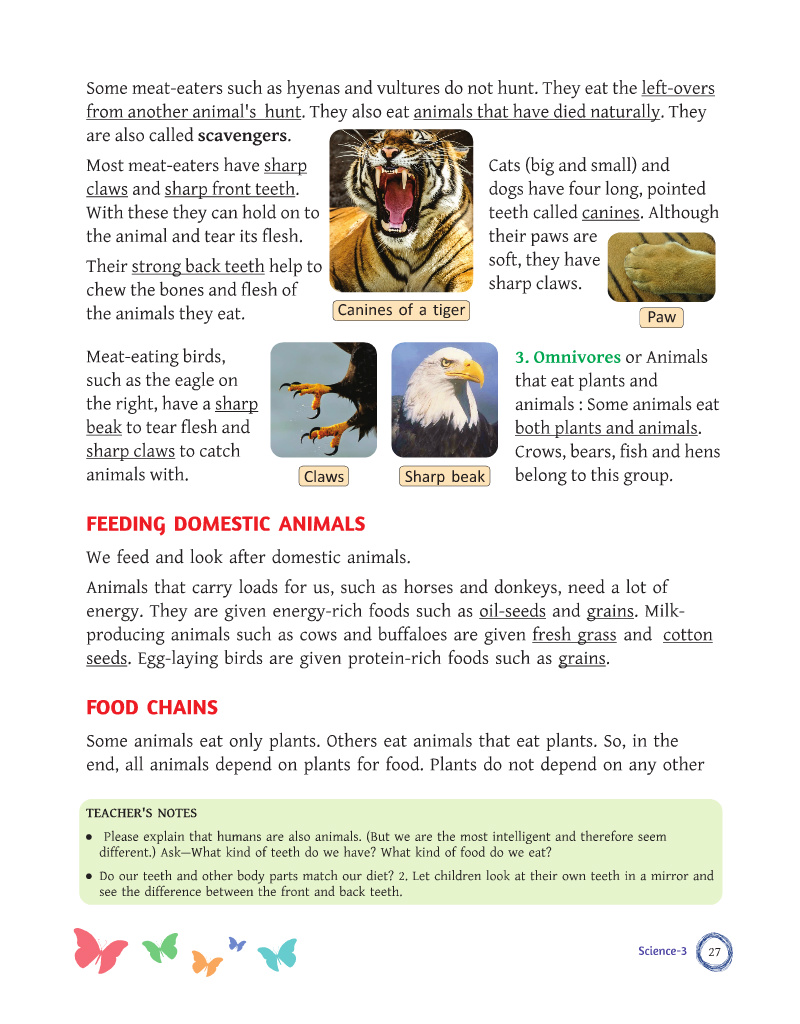 Some meat-eaters such as hyenas and vultures do not hunt. They eat the left-overs
from another animal's hunt. They also eat animals that have died naturally. They
are also called scavengers.
Most meat-eaters have sharp
claws and sharp front teeth.
With these they can hold on to
the animal and tear its flesh.
Their strong back teeth help to
chew the bones and flesh of
the animals they eat.
Canines of a tiger
Cats (big and small) and
dogs have four long, pointed
teeth called canines. Although
their paws are
soft, they have
sharp claws.
Paw
Meat-eating birds,
such as the eagle on
the right, have a sharp
beak to tear flesh and
sharp claws to catch
animals with.
Claws
Sharp beak
3. Omnivores or Animals
that eat plants and
animals : Some animals eat
both plants and animals.
Crows, bears, fish and hens
belong to this group.
FEEDING DOMESTIC ANIMALS
We feed and look after domestic animals.
Animals that carry loads for us, such as horses and donkeys, need a lot of
energy. They are given energy-rich foods such as oil-seeds and grains. Milk-
producing animals such as cows and buffaloes are given fresh grass and cotton
seeds. Egg-laying birds are given protein-rich foods such as grains.
FOOD CHAINS
Some animals eat only plants. Others eat animals that eat plants. So, in the
end, all animals depend on plants for food. Plants do not depend on any other
TEACHER'S NOTES
• Please explain that humans are also animals. (But we are the most intelligent and therefore seem
different.) Ask—What kind of teeth do we have? What kind of food do we eat?
• Do our teeth and other body parts match our diet? 2. Let children look at their own teeth in a mirror and
see the difference between the front and back teeth.
Science-3
27